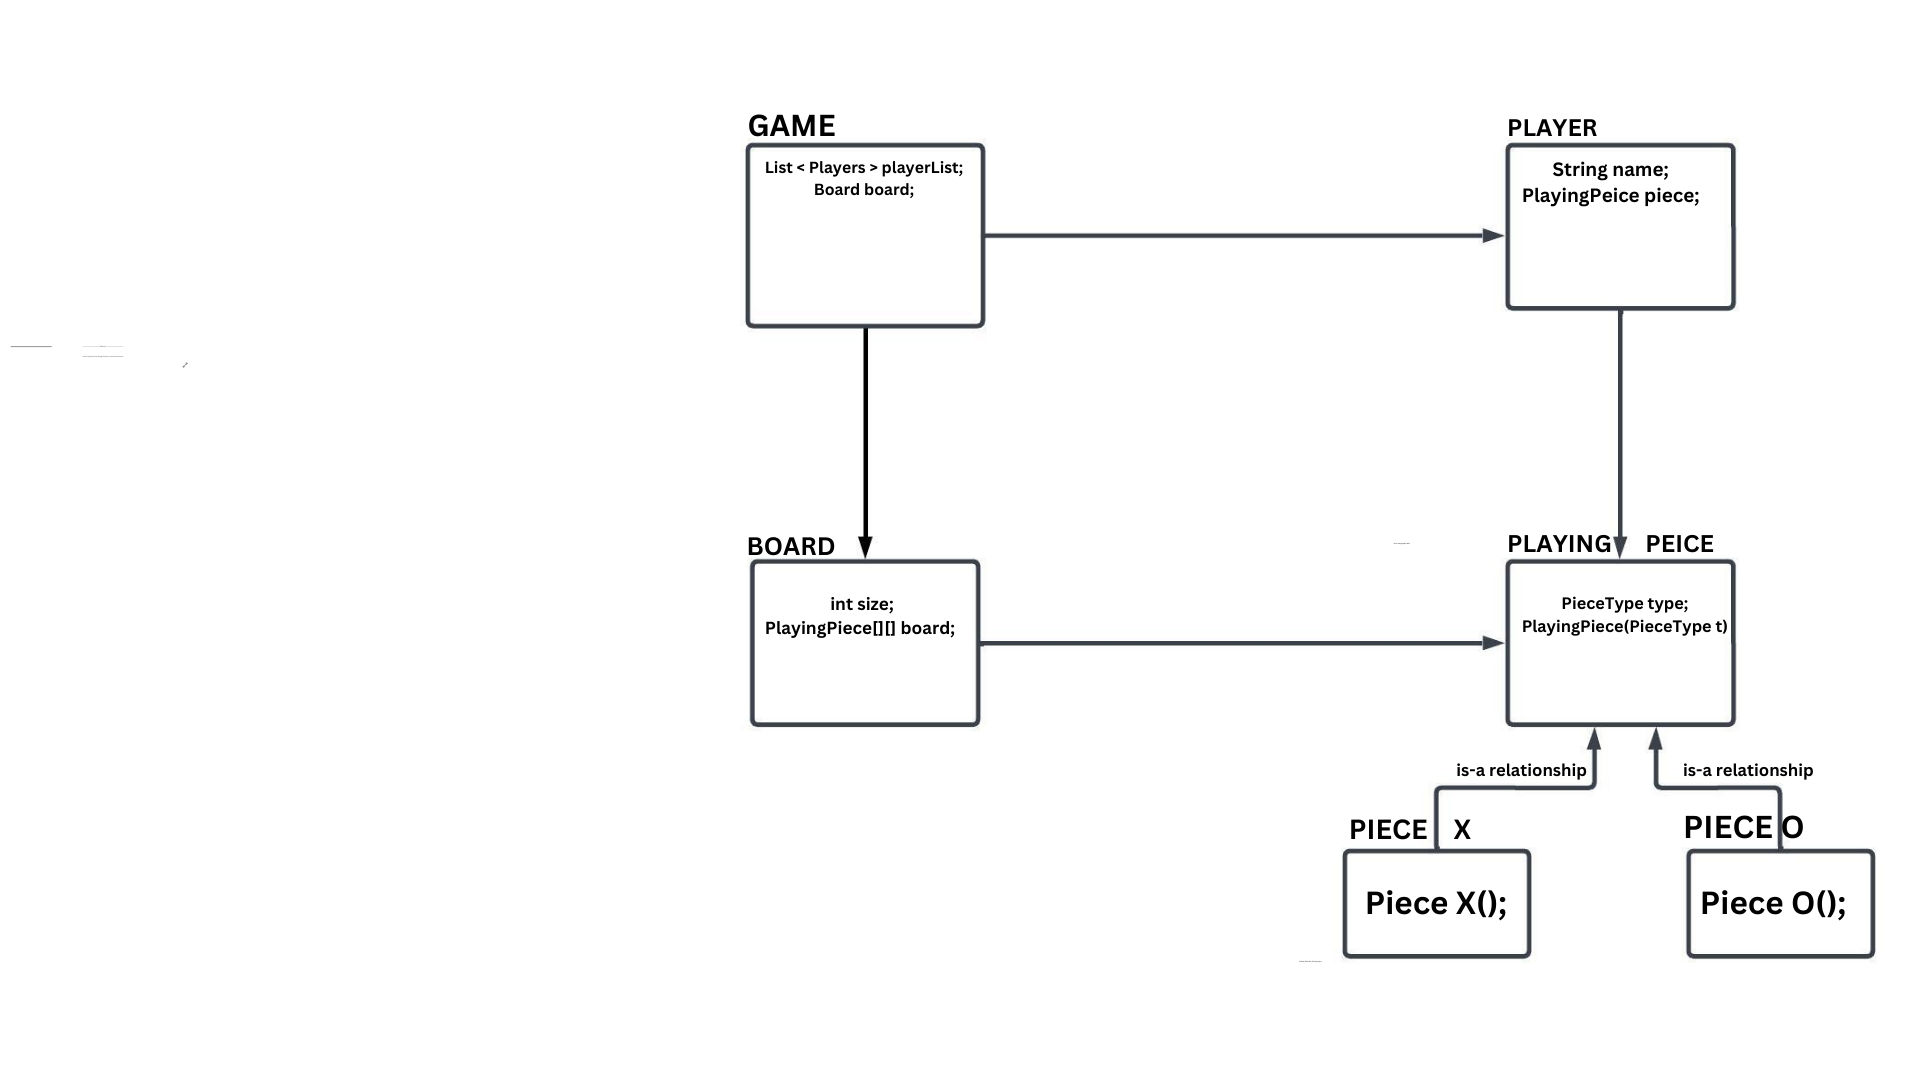 GAME
List < Players > playerList;
Board board;
PLAYER
String name;
PlayingPeice piece;
BOARD
int size;
PlayingPiece[][] board;
PLAYING PEICE
PieceType type;
PlayingPiece(PieceType t)
is-a relationship
is-a relationship
PIECE X
Piece X();
PIECE O
Piece O();